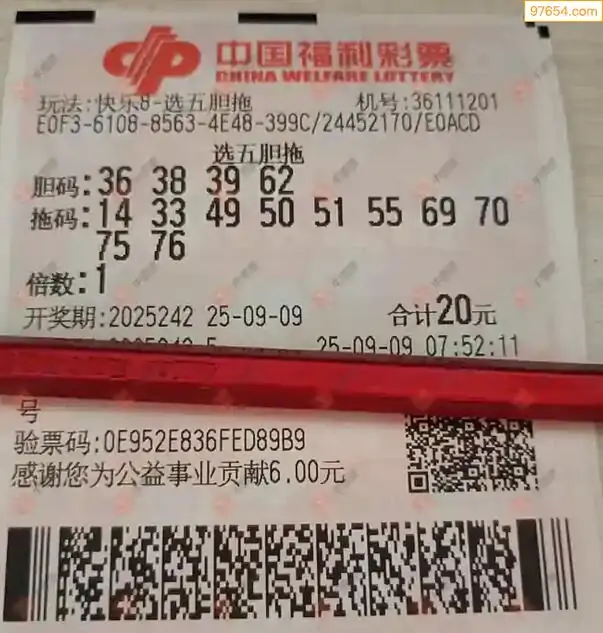 97654.com
中国福利彩票
CHINA WELFARE LOTTERY
玩法:快乐8-选五胆拖 机号:36111201
E0F3-6108-8563-4E48-399C/24452170/E0ACD
选五胆拖
胆码:36 38 39 62
拖码:14 33 49 50 51 55 69 70
75 76
倍数:1
开奖期:2025242 25-09-09 合计20元
25-09-09 07:52:11
号
验票码:0E952E836FED89B9
感谢您为公益事业贡献6.00元